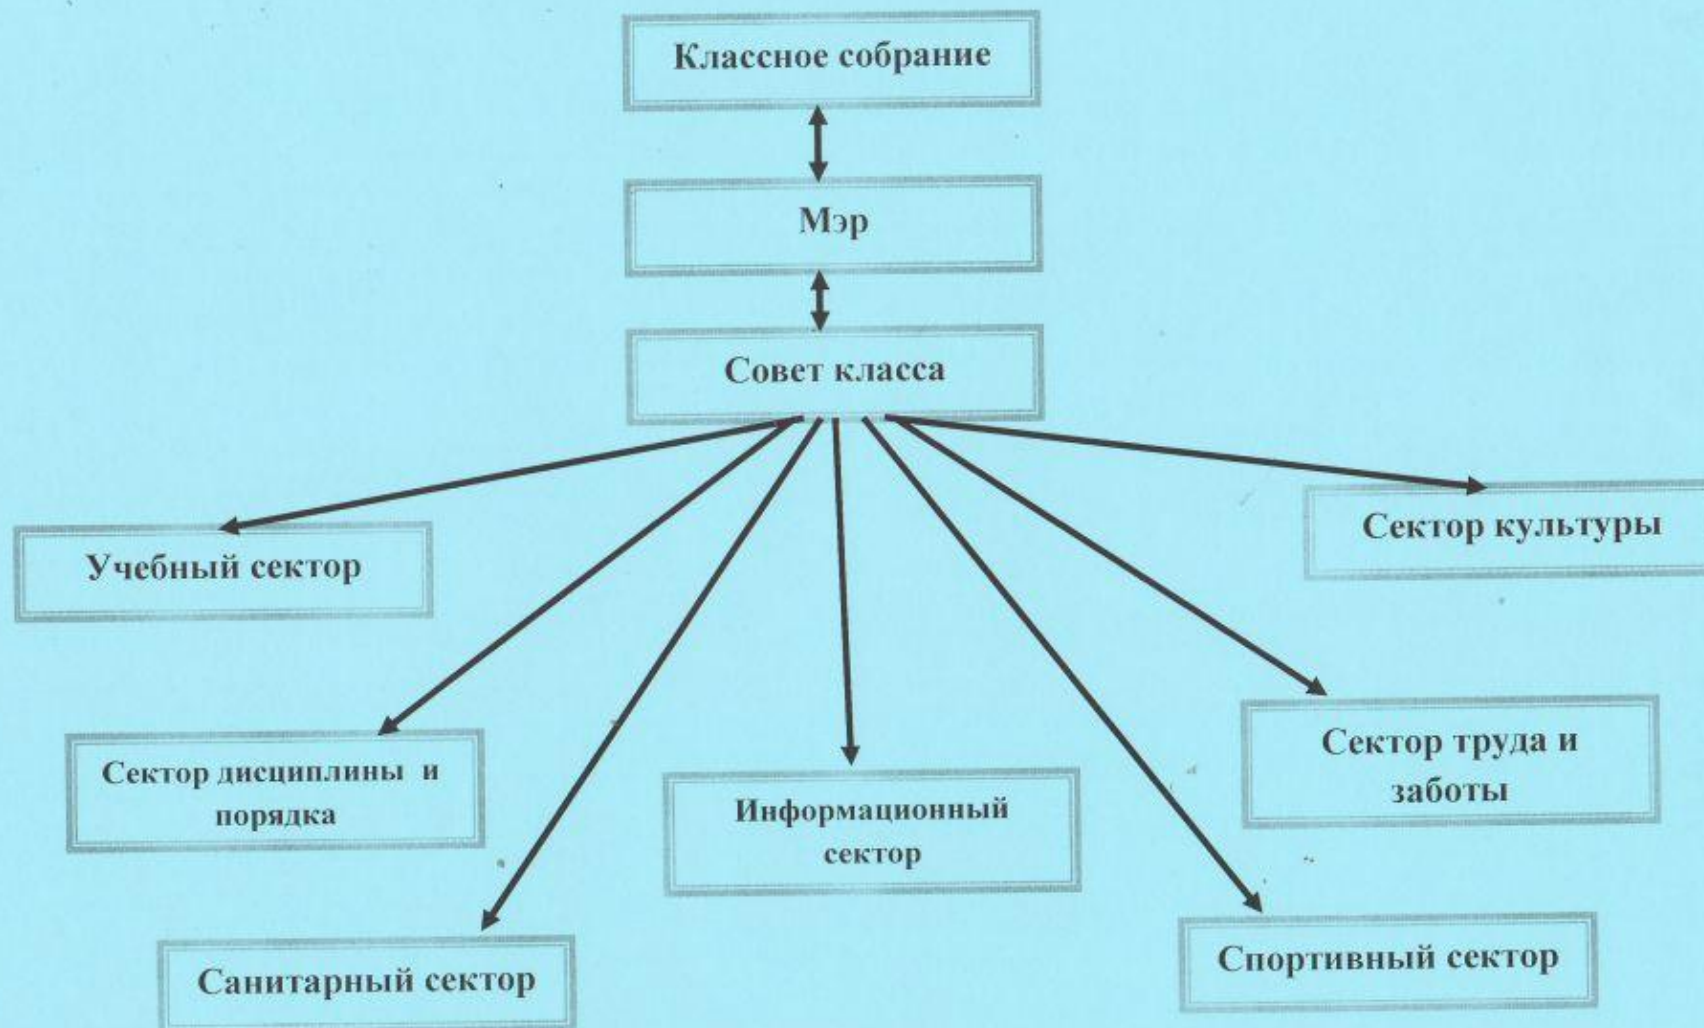 Классное собрание
Мэр
Совет класса
Сектор культуры
Учебный сектор
Сектор труда и
заботы
Сектор дисциплины и
порядка
Информационный
сектор
Спортивный сектор
Санитарный сектор